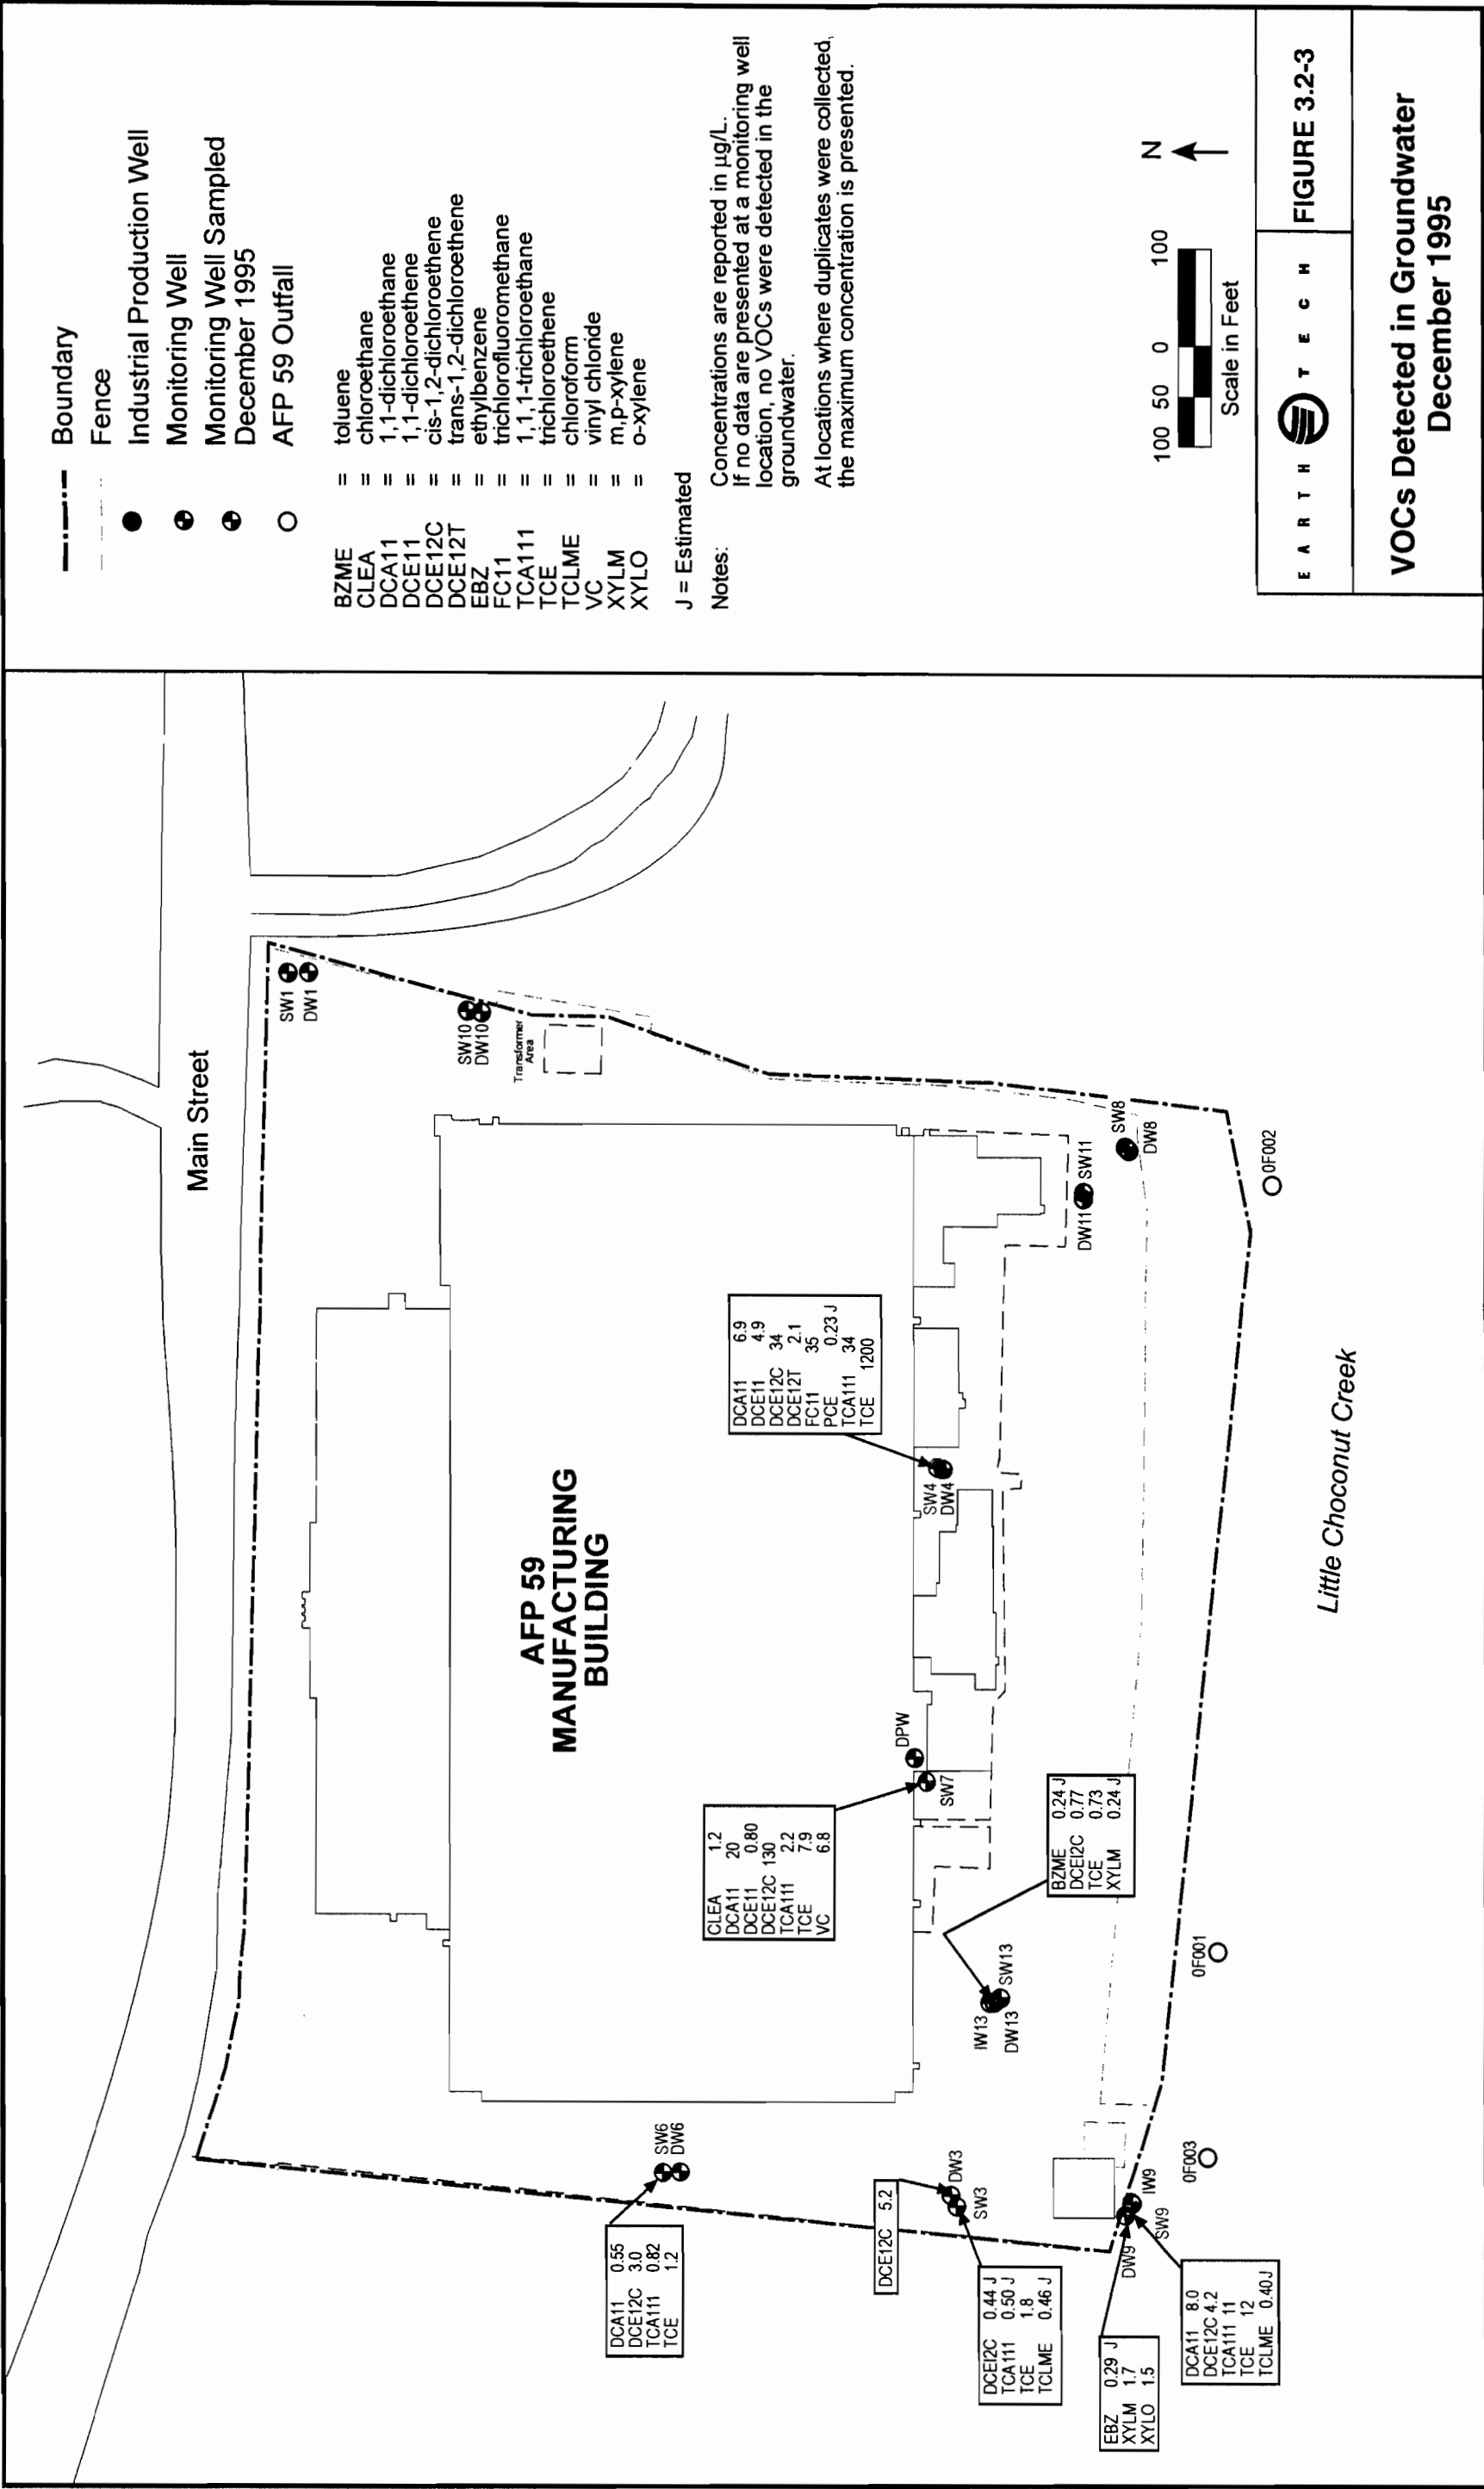 Main Street
SW1
DW1
SW10
DW10
Transformer
Area
AFP 59
MANUFACTURING
BUILDING
SW6
DW6
DCA11 0.55
DCE12C 3.0
TCA111 0.82
TCE 1.2
CLEA 1.2
DCA11 20
DCE11 0.80
DCE12C 130
TCA111 2.2
TCE 7.9
VC 6.8
DCA11 6.9
DCE11 4.9
DCE12C 34
DCE12T 2.1
FC11 35
PCE 0.23 J
TCA111 34
TCE 1200
DPW
SW7
SW4
DW4
DCE12C 5.2
DW3
SW3
DCEI2C 0.44 J
TCA111 0.50 J
TCE 1.8
TCLME 0.46 J
IW13
DW13
SW13
BZME 0.24 J
DCEI2C 0.77
TCE 0.73
XYLM 0.24 J
DW11
SW11
SW8
DW8
DW9
SW9
IW9
EBZ 0.29 J
XYLM 1.7
XYLO 1.5
DCA11 8.0
DCE12C 4.2
TCA111 11
TCE 12
TCLME 0.40J
0F003
0F001
0F002
Little Choconut Creek
Boundary
Fence
Industrial Production Well
Monitoring Well
Monitoring Well Sampled
December 1995
AFP 59 Outfall
BZME = toluene
CLEA = chloroethane
DCA11 = 1,1-dichloroethane
DCE11 = 1,1-dichloroethene
DCE12C = cis-1,2-dichloroethene
DCE12T = trans-1,2-dichloroethene
EBZ = ethylbenzene
FC11 = trichlorofluoromethane
TCA111 = 1,1,1-trichloroethane
TCE = trichloroethene
TCLME = chloroform
VC = vinyl chloride
XYLM = m,p-xylene
XYLO = o-xylene
J = Estimated
Notes: Concentrations are reported in µg/L.
If no data are presented at a monitoring well
location, no VOCs were detected in the
groundwater.
At locations where duplicates were collected,
the maximum concentration is presented.
N
100 50 0 100
Scale in Feet
EARTH TECH
FIGURE 3.2-3
VOCs Detected in Groundwater
December 1995